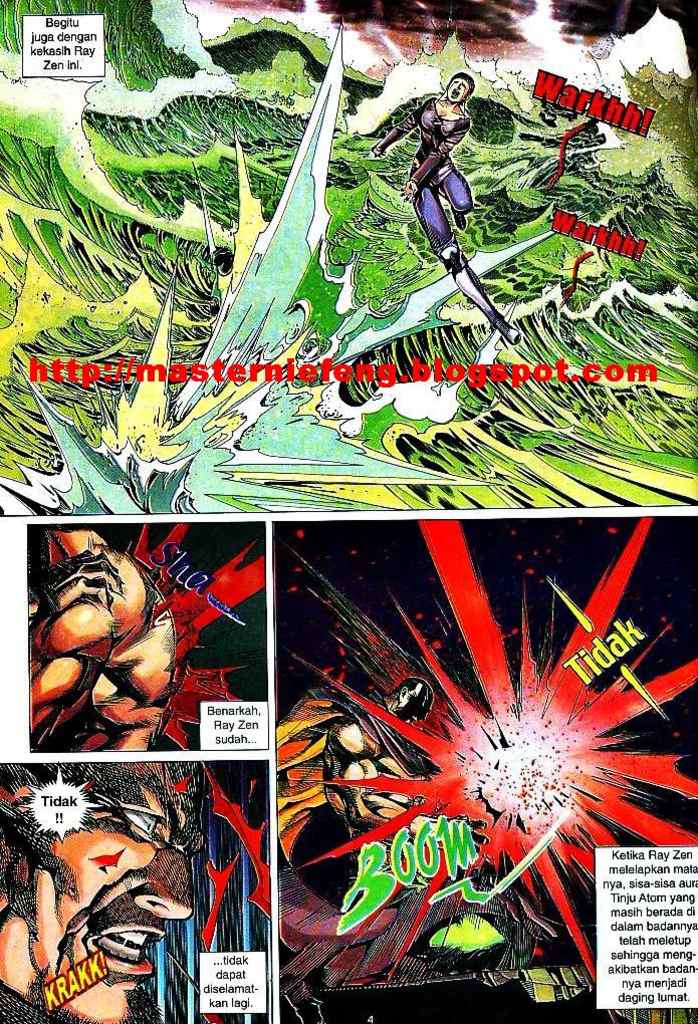 Begitu
juga dengan
kekasih Ray
Zen ini.
Warkhh!
Warkhh!
http://masterniefeng.blogspot.com
Sha
Benarkah,
Ray Zen
sudah...
Tidak
!!
KRAKK!
...tidak
dapat
diselamat-
kan lagi.
Tidak
BOOM
Ketika Ray Zen
melelapkan mata
nya, sisa-sisa aura
Tinju Atom yang
masih berada di
dalam badannya
telah meletup
sehingga meng-
akibatkan badan-
nya menjadi
daging lumat.
4